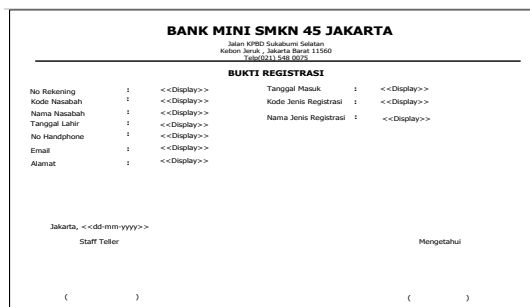 BANK MINI SMKN 45 JAKARTA
Jalan KPBD Sukabumi Selatan
Kebon Jeruk , Jakarta Barat 11560
Telp(021) 548 0075
BUKTI REGISTRASI
No Rekening : <<Display>> Tanggal Masuk : <<Display>>
Kode Nasabah : <<Display>> Kode Jenis Registrasi : <<Display>>
Nama Nasabah : <<Display>> Nama Jenis Registrasi : <<Display>>
Tanggal Lahir : <<Display>>
No Handphone : <<Display>>
Email : <<Display>>
Alamat : <<Display>>
Jakarta, <<dd-mm-yyyy>>
Staff Teller Mengetahui
( ) ( )